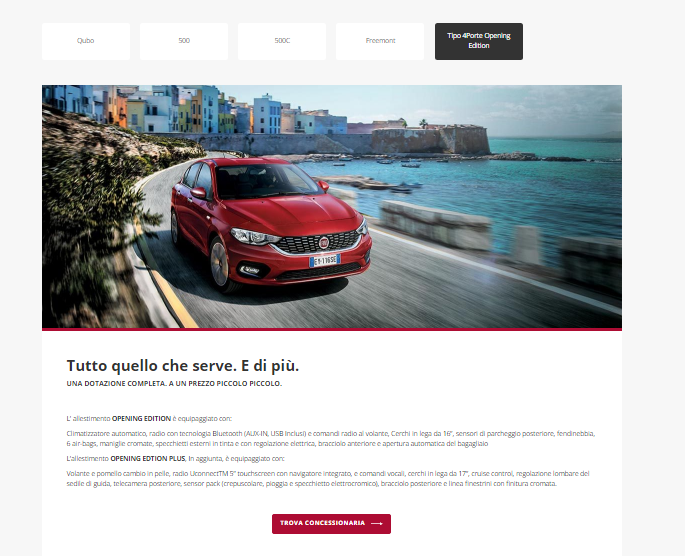 Qubo
500
500C
Freemont
Tipo 4Porte Opening
Edition
Tutto quello che serve. E di più.
UNA DOTAZIONE COMPLETA. A UN PREZZO PICCOLO PICCOLO.
L' allestimento OPENING EDITION è equipaggiato con:
Climatizzatore automatico, radio con tecnologia Bluetooth (AUX-IN, USB Inclusi) e comandi radio al volante, Cerchi in lega da 16", sensori di parcheggio posteriore, fendinebbia,
6 air-bags, maniglie cromate, specchietti esterni in tinta e con regolazione elettrica, bracciolo anteriore e apertura automatica del bagagliaio
L'allestimento OPENING EDTION PLUS, In aggiunta, è equipaggiato con:
Volante e pomello cambio in pelle, radio UconnectTM 5" touchscreen con navigatore integrato, e comandi vocali, cerchi in lega da 17", cruise control, regolazione lombare del
sedile di guida, telecamera posteriore, sensor pack (crepuscolare, pioggia e specchietto elettrocromico), bracciolo posteriore e linea finestrini con finitura cromata.
TROVA CONCESSIONARIA